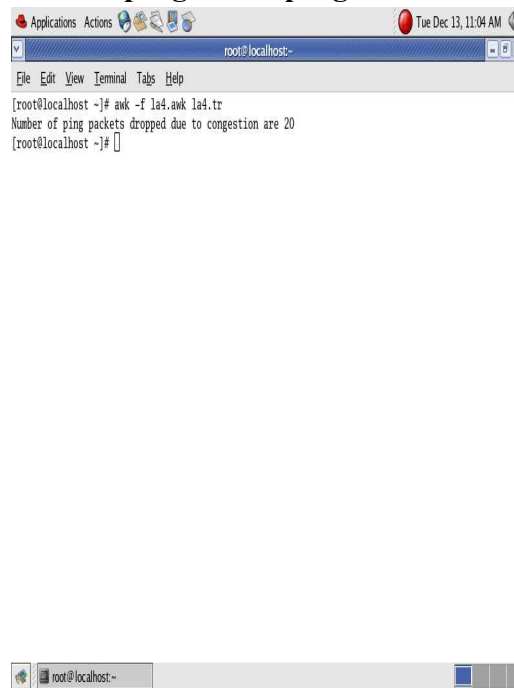 Applications Actions Tue Dec 13, 11:04 AM
root@localhost:~
File Edit View Terminal Tabs Help
[root@localhost ~]# awk -f la4.awk la4.tr
Number of ping packets dropped due to congestion are 20
[root@localhost ~]#
root@localhost:~